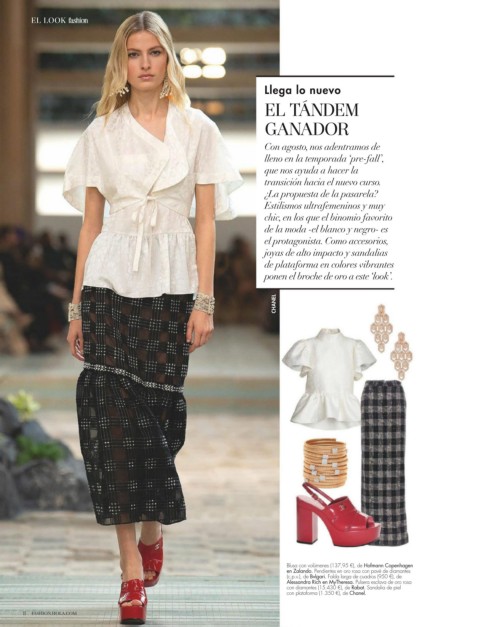 EL LOOK fashion
Llega lo nuevo
EL TÁNDEM
GANADOR
Con agosto, nos adentramos de
lleno en la temporada 'pre-fall',
que nos ayuda a hacer la
transición hacia el nuevo curso.
¿La propuesta de la pasarela?
Estilismos ultrafemeninos y muy
chic, en los que el binomio favorito
de la moda -el blanco y negro- es
el protagonista. Como accesorios,
joyas de alto impacto y sandalias
de plataforma en colores vibrantes
ponen el broche de oro a este 'look'.
CHANEL
Blusa con volúmenes (137,95 €), de Hofmann Copenhagen
en Zalando. Pendientes en oro rosa con pavé de diamantes
(c.p.v.), de Bvlgari. Falda larga de cuadros (950 €), de
Alessandra Rich en MyTheresa. Pulsera esclava de oro rosa
con diamantes (15.450 €), de Rabat. Sandalia de piel
con plataforma (1.350 €), de Chanel.